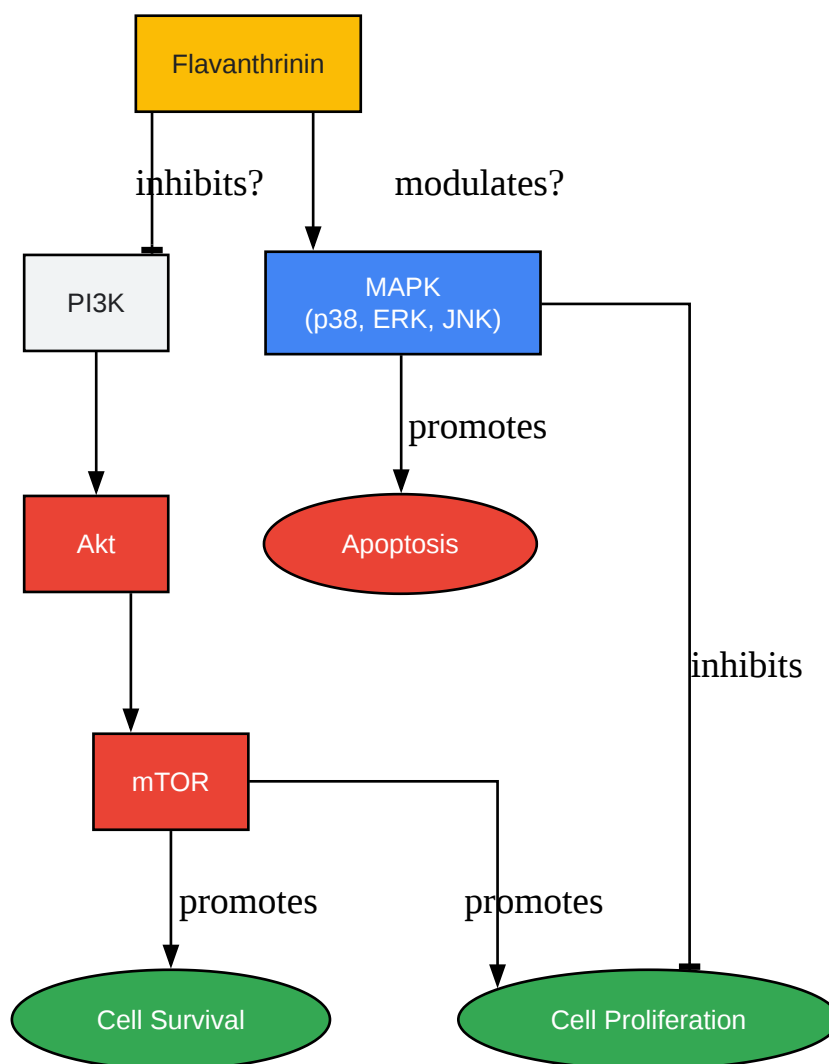 Flavanthrinin
inhibits?
modulates?
PI3K
MAPK
(p38, ERK, JNK)
promotes
Akt
Apoptosis
inhibits
mTOR
promotes
promotes
Cell Survival
Cell Proliferation